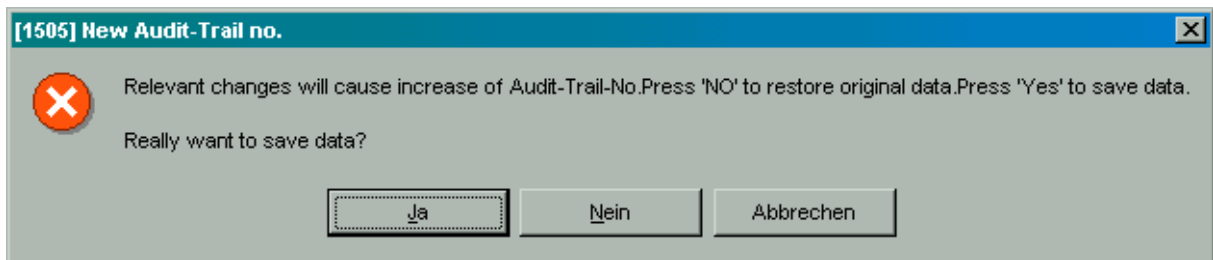 [1505] New Audit-Trail no.
Relevant changes will cause increase of Audit-Trail-No.Press 'NO' to restore original data.Press 'Yes' to save data.
Really want to save data?
Ja
Nein
Abbrechen